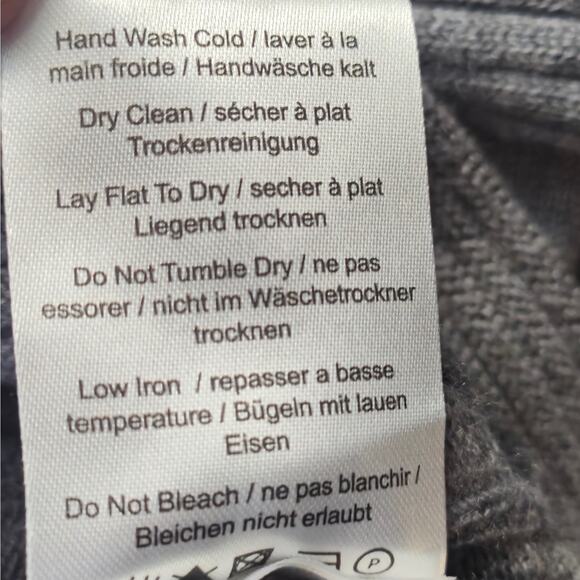 Hand Wash Cold / laver à la
main froide / Handwäsche kalt
Dry Clean / sécher à plat
Trockenreinigung
Lay Flat To Dry / secher à plat
Liegend trocknen
Do Not Tumble Dry / ne pas
essorer / nicht im Wäschetrockner
trocknen
Low Iron / repasser a basse
temperature / Bügeln mit lauen
Eisen
Do Not Bleach / ne pas blanchir /
Bleichen nicht erlaubt
P